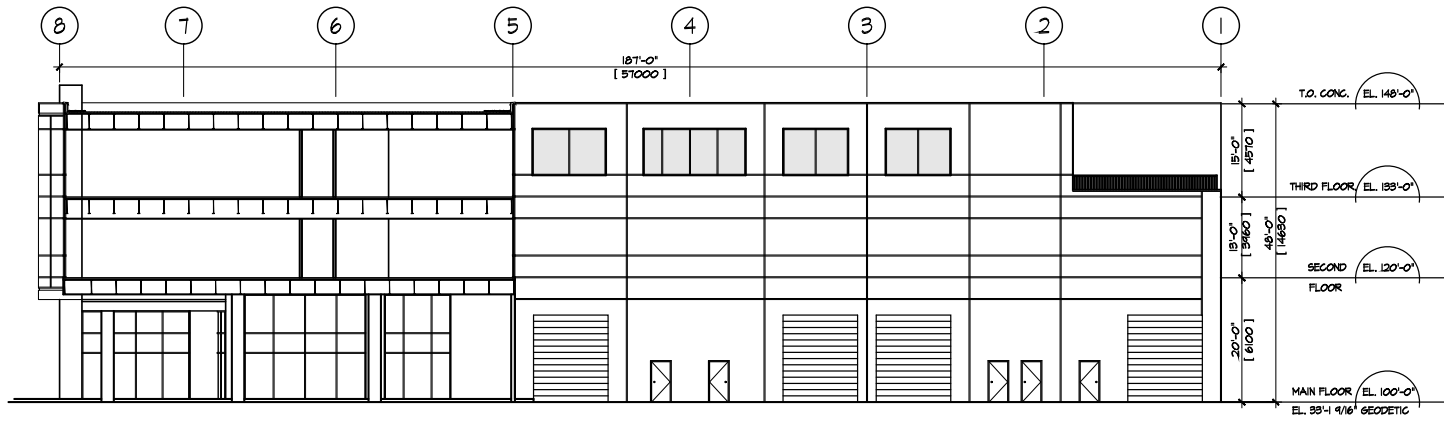 8 7 6 5 4 3 2 1
187'-0"
[ 57000 ]
T.O. CONC. EL. 148'-0"
15'-0"
[ 4570 ]
THIRD FLOOR EL. 133'-0"
13'-0"
[ 3960 ]
48'-0"
[ 14630 ]
SECOND EL. 120'-0"
FLOOR
20'-0"
[ 6100 ]
MAIN FLOOR EL. 100'-0"
EL. 33'-1 9/16" GEODETIC